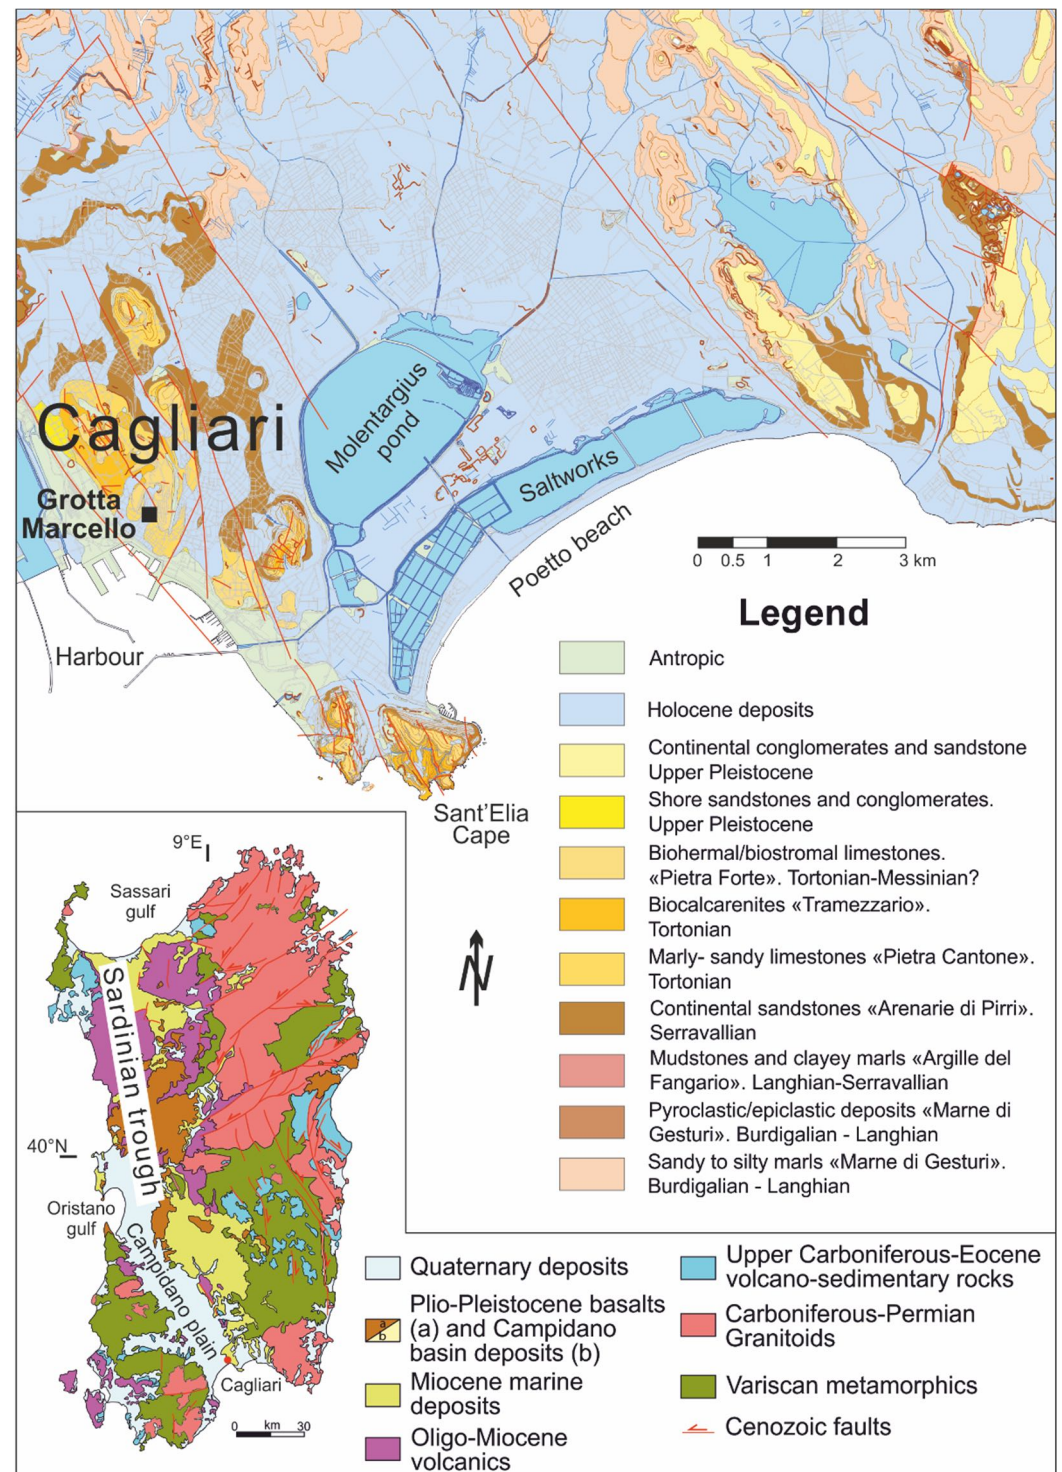 Cagliari
Grotta
Marcello
Molentargius
pond
Saltworks
Poetto beach
Harbour
Sant'Elia
Cape
0 0.5 1 2 3 km
Legend
Antropic
Holocene deposits
Continental conglomerates and sandstone
Upper Pleistocene
Shore sandstones and conglomerates.
Upper Pleistocene
Biohermal/biostromal limestones.
«Pietra Forte». Tortonian-Messinian?
Biocalcarenites «Tramezzario».
Tortonian
Marly- sandy limestones «Pietra Cantone».
Tortonian
Continental sandstones «Arenarie di Pirri».
Serravallian
Mudstones and clayey marls «Argille del
Fangario». Langhian-Serravallian
Pyroclastic/epiclastic deposits «Marne di
Gesturi». Burdigalian - Langhian
Sandy to silty marls «Marne di Gesturi».
Burdigalian - Langhian
N
9°E
Sassari
gulf
Sardinian trough
40°N
Oristano
gulf
Campidano plain
Cagliari
0 km 30
Quaternary deposits
a
b
Plio-Pleistocene basalts
(a) and Campidano
basin deposits (b)
Miocene marine
deposits
Oligo-Miocene
volcanics
Upper Carboniferous-Eocene
volcano-sedimentary rocks
Carboniferous-Permian
Granitoids
Variscan metamorphics
Cenozoic faults